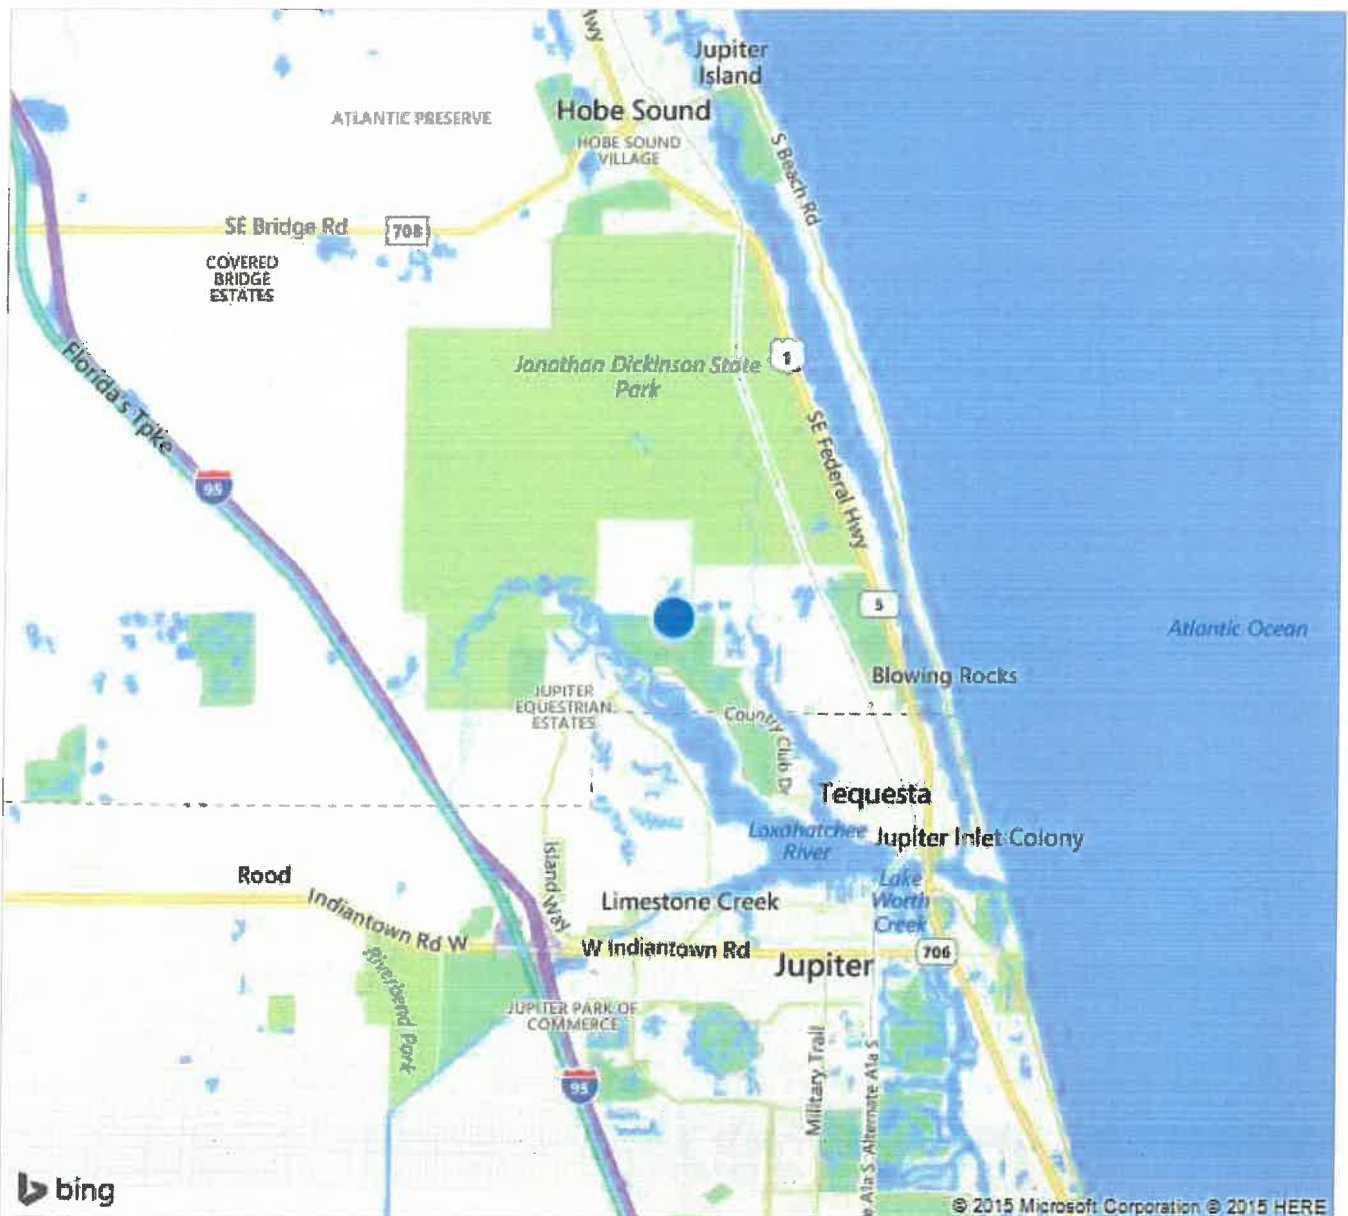 Hwy
Jupiter
Island
Hobe Sound
ATLANTIC PRESERVE
HOBE SOUND
VILLAGE
S Beach Rd
SE Bridge Rd
708
COVERED
BRIDGE
ESTATES
Florida's Tpke
Jonathan Dickinson State
Park
1
SE Federal Hwy
95
5
Atlantic Ocean
Blowing Rocks
JUPITER
EQUESTRIAN
ESTATES
Country Club Dr
Tequesta
Loxahatchee
River
Jupiter Inlet Colony
Rood
Island Way
Indiantown Rd W
Limestone Creek
Lake
Worth
Creek
W Indiantown Rd
706
Jupiter
Riverbend Park
JUPITER PARK OF
COMMERCE
Military Trail
e Ala S Alternate Ala S
95
bing
© 2015 Microsoft Corporation © 2015 HERE